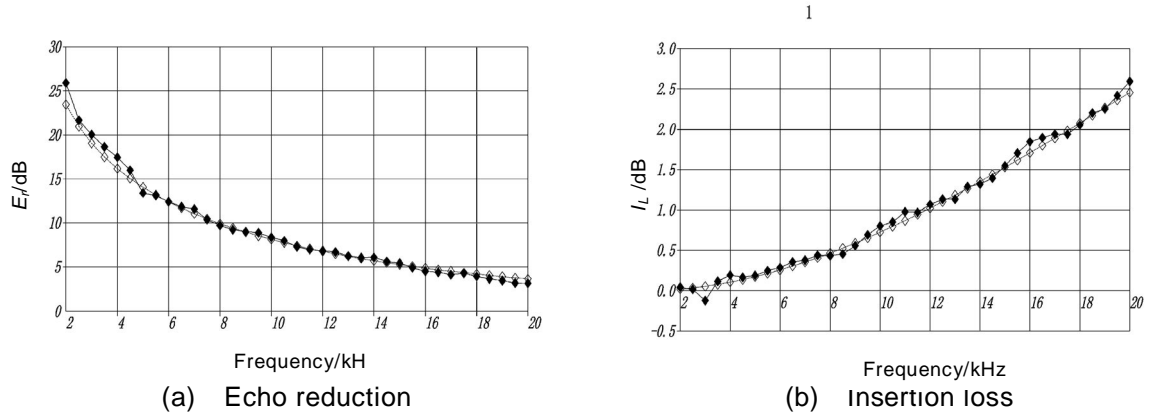 1
30
25
20
15
10
5
0
E_r/dB
2 4 6 8 10 12 14 16 18 20
Frequency/kH
(a) Echo reduction
3.0
2.5
2.0
1.5
1.0
0.5
0.0
-0.5
I_L /dB
2 4 6 8 10 12 14 16 18 20
Frequency/kHz
(b) Insertion loss